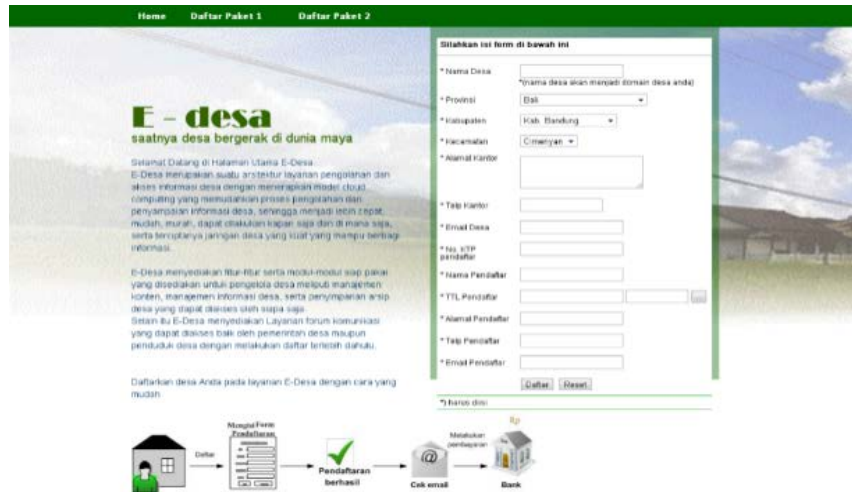 Home Daftar Paket 1 Daftar Paket 2
E - desa
saatnya desa bergerak di dunia maya
Selamat Datang di Halaman Utama E-Desa
E-Desa merupakan suatu arsitektur layanan pengolahan dan
akses informasi desa dengan menerapkan model cloud
computing yang memudahkan proses pengolahan dan
penyampaian informasi desa, sehingga menjadi lebih cepat,
mudah, murah, dapat dilakukan kapan saja dan di mana saja,
serta terciptanya jaringan desa yang kuat yang mampu berbagi
informasi.
E-Desa menyediakan fitur-fitur serta modul-modul siap pakai
yang disediakan untuk pengelola desa meliputi manajemen
konten, manajemen informasi desa, serta penyimpanan arsip
desa yang dapat diakses oleh siapa saja.
Selain itu E-Desa menyediakan Layanan forum komunikasi
yang dapat diakses baik oleh pemerintah desa maupun
penduduk desa dengan melakukan daftar terlebih dahulu.
Daftarkan desa Anda pada layanan E-Desa dengan cara yang
mudah
Silahkan isi form di bawah ini
* Nama Desa
*(nama desa akan menjadi domain desa anda)
* Provinsi Bali
* Kabupaten Kab. Bandung
* Kecamatan Cimenyan
* Alamat Kantor
* Telp Kantor
* Email Desa
* No. KTP
pendaftar
* Nama Pendaftar
* TTL Pendaftar
* Alamat Pendaftar
* Telp Pendaftar
* Email Pendaftar
Daftar Reset
*) harus diisi
Daftar
Mengisi Form
Pendaftaran
Pendaftaran
berhasil
Cek email
Melakukan
pembayaran
Rp
Bank